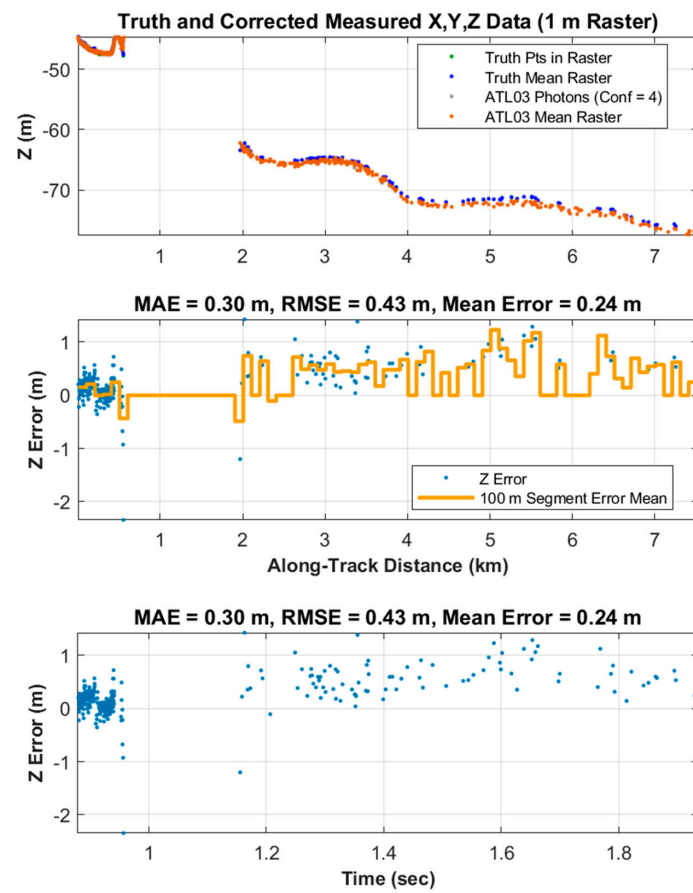 Truth and Corrected Measured X,Y,Z Data (1 m Raster)
-50
-60
-70
Z (m)
Truth Pts in Raster
Truth Mean Raster
ATL03 Photons (Conf = 4)
ATL03 Mean Raster
1 2 3 4 5 6 7
MAE = 0.30 m, RMSE = 0.43 m, Mean Error = 0.24 m
1
0
-1
-2
Z Error (m)
Z Error
100 m Segment Error Mean
1 2 3 4 5 6 7
Along-Track Distance (km)
MAE = 0.30 m, RMSE = 0.43 m, Mean Error = 0.24 m
1
0
-1
-2
Z Error (m)
1 1.2 1.4 1.6 1.8
Time (sec)